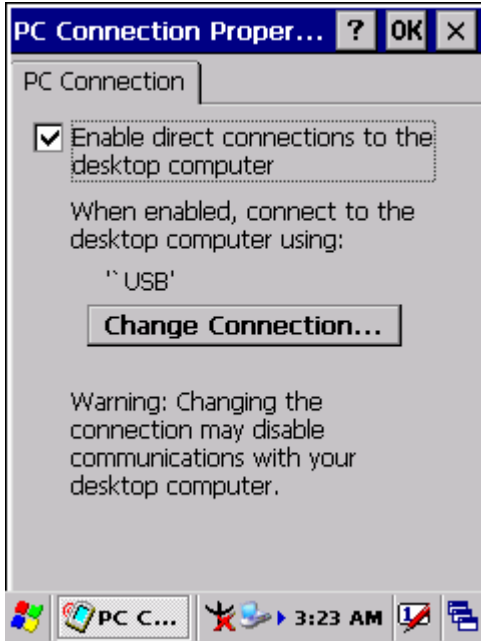 PC Connection Proper... ? OK ×
PC Connection
Enable direct connections to the
desktop computer
When enabled, connect to the
desktop computer using:
'`USB'
Change Connection...
Warning: Changing the
connection may disable
communications with your
desktop computer.
PC C... 3:23 AM 1